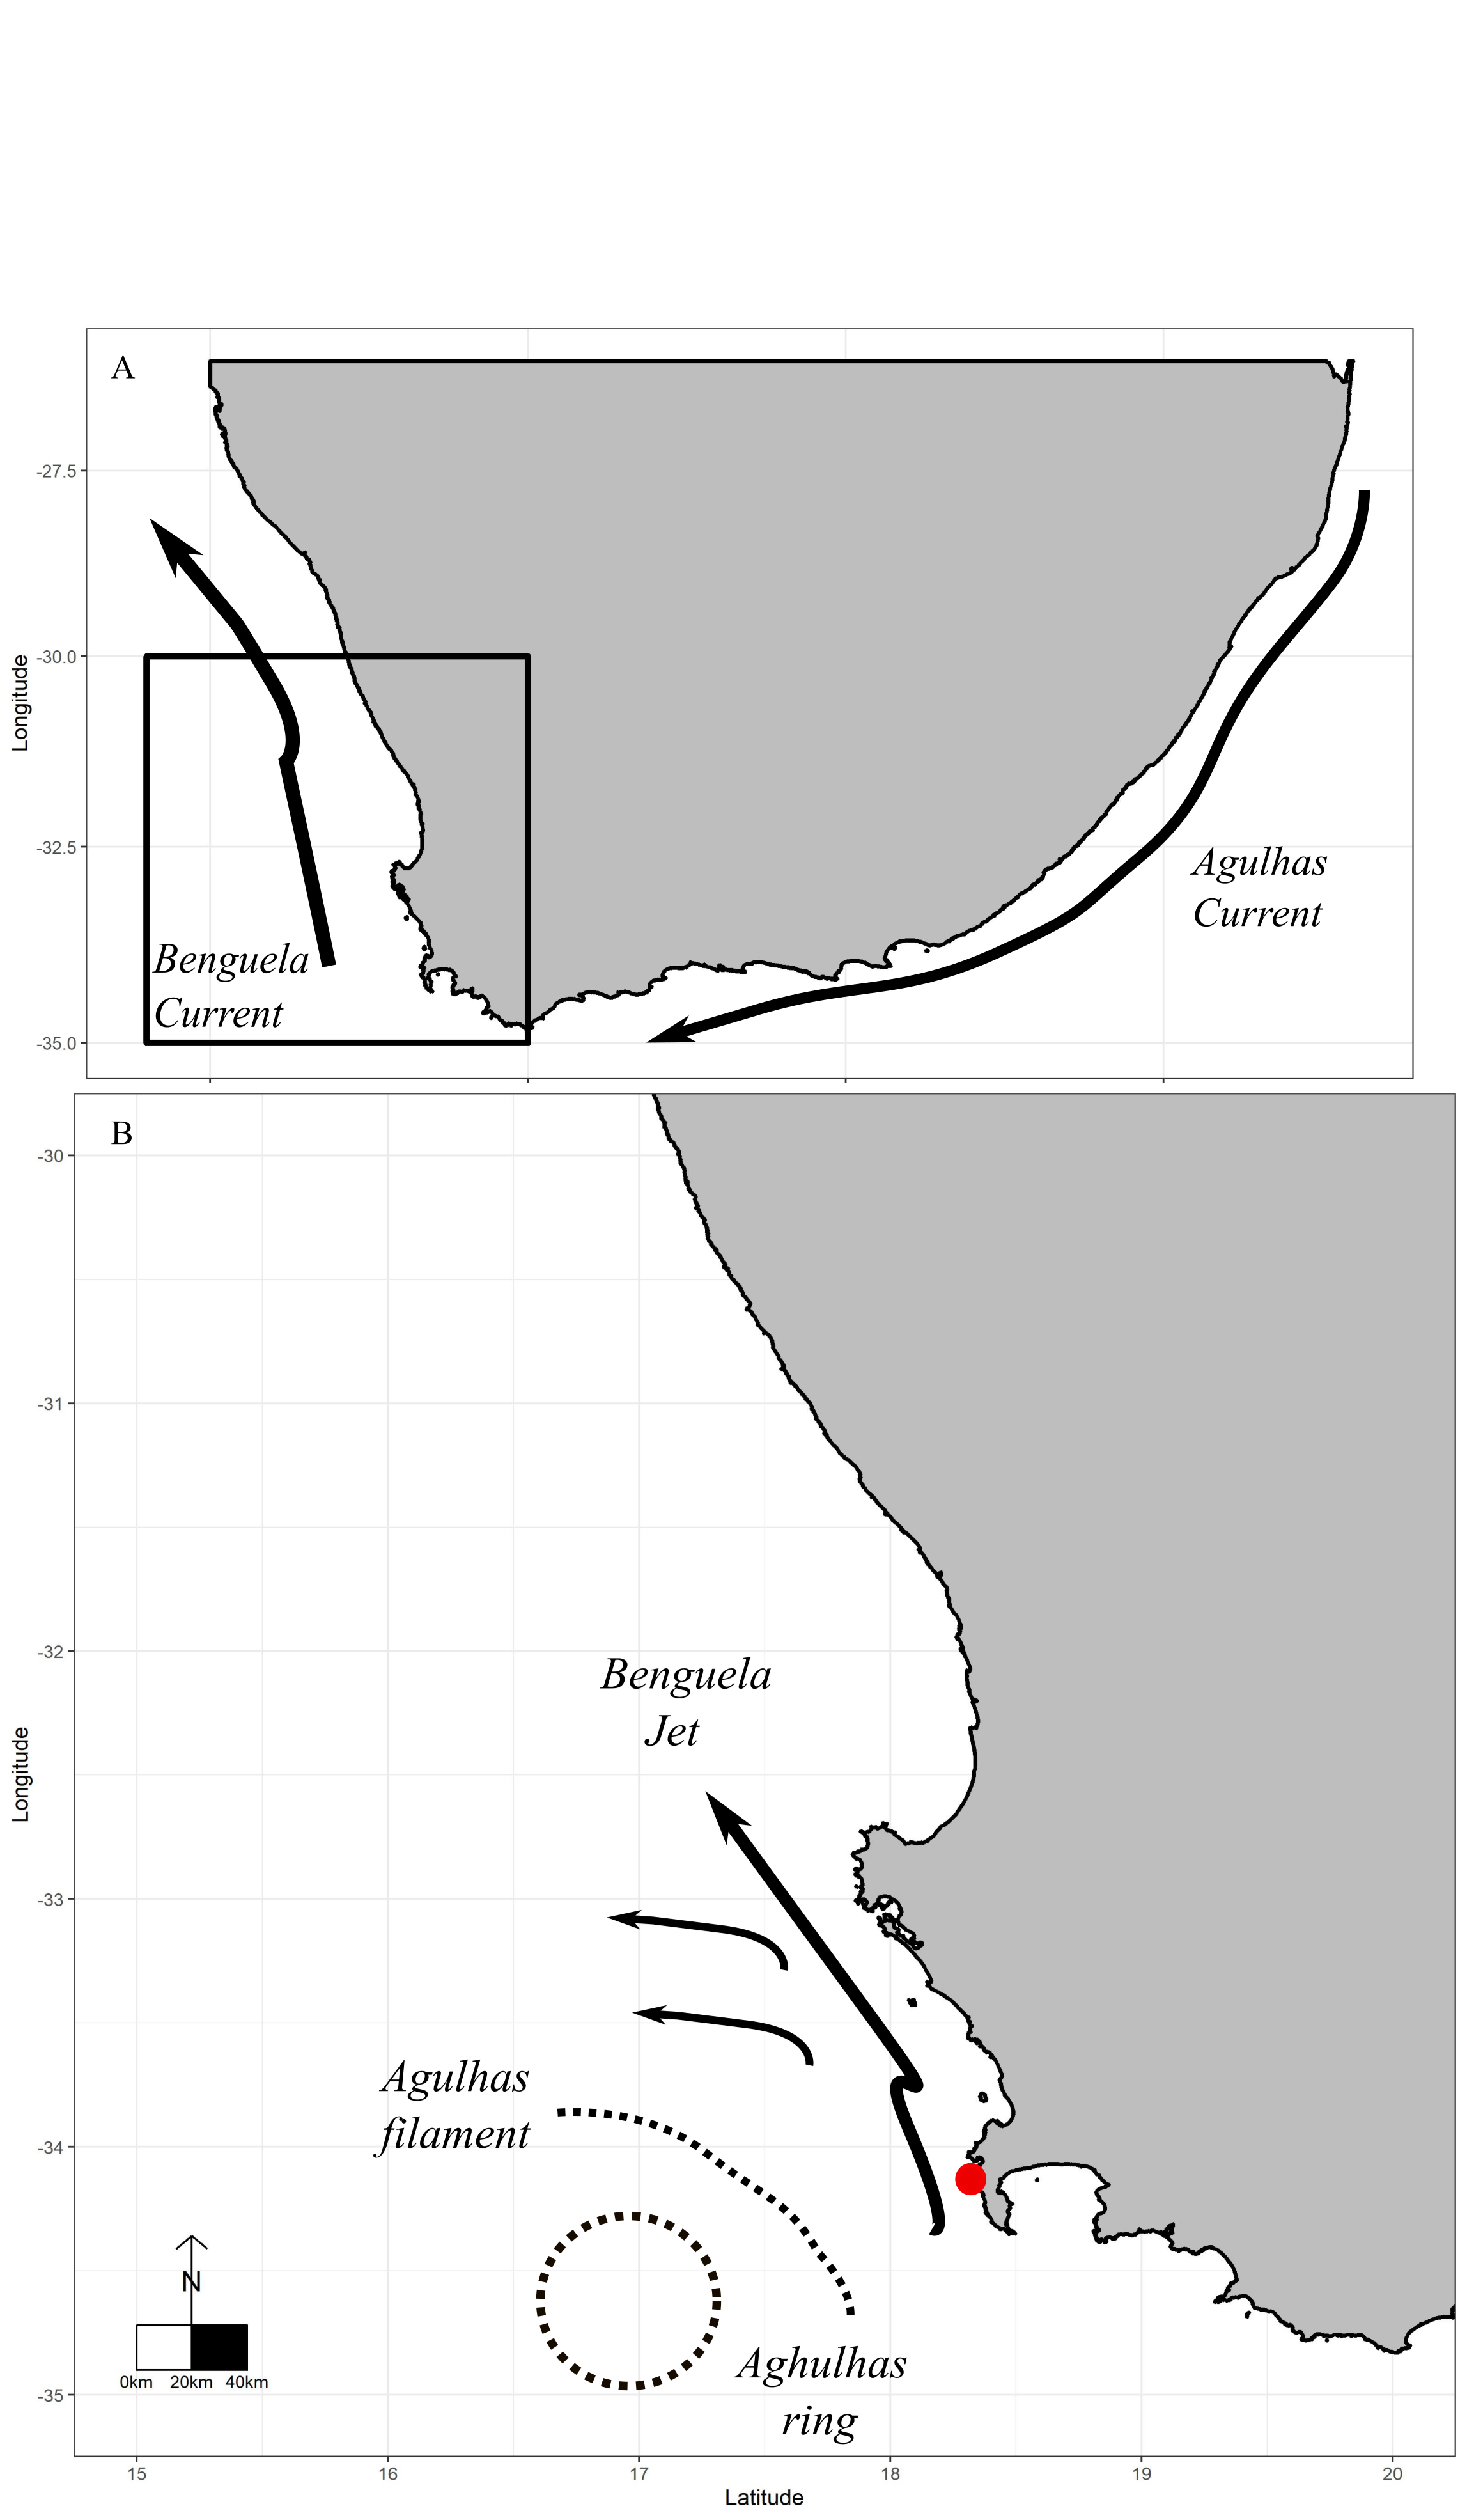 A
-27.5
-30.0
-32.5
-35.0
Longitude
Agulhas
Current
Benguela
Current
B
-30
-31
-32
-33
-34
-35
Longitude
Benguela
Jet
Agulhas
filament
Aghulhas
ring
N
0km 20km 40km
15 16 17 18 19 20
Latitude